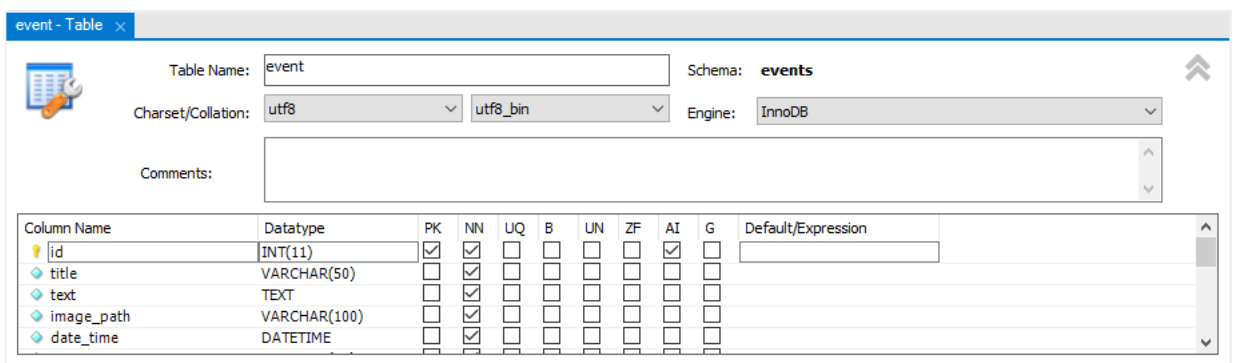 event - Table ×
Table Name: event Schema: events
Charset/Collation: utf8 utf8_bin Engine: InnoDB
Comments:
Column Name Datatype PK NN UQ B UN ZF AI G Default/Expression
id INT(11)
title VARCHAR(50)
text TEXT
image_path VARCHAR(100)
date_time DATETIME